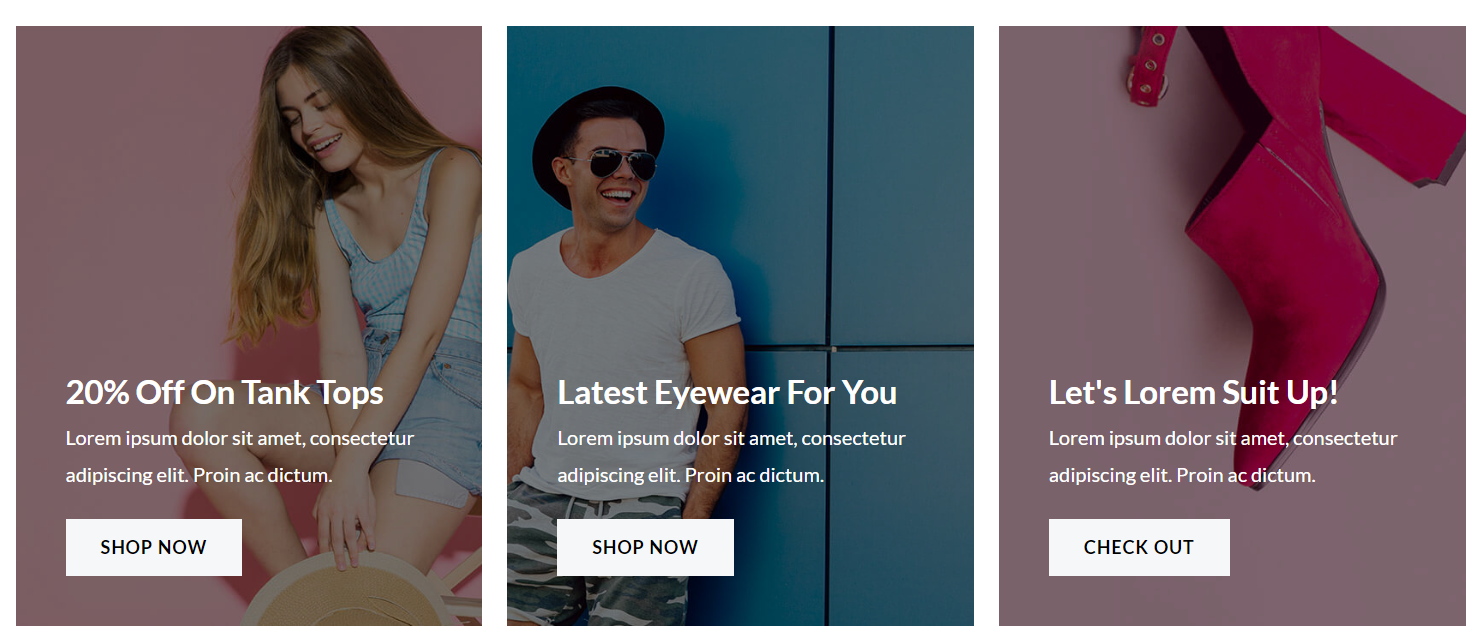 20% Off On Tank Tops
Lorem ipsum dolor sit amet, consectetur
adipiscing elit. Proin ac dictum.
SHOP NOW
Latest Eyewear For You
Lorem ipsum dolor sit amet, consectetur
adipiscing elit. Proin ac dictum.
SHOP NOW
Let's Lorem Suit Up!
Lorem ipsum dolor sit amet, consectetur
adipiscing elit. Proin ac dictum.
CHECK OUT